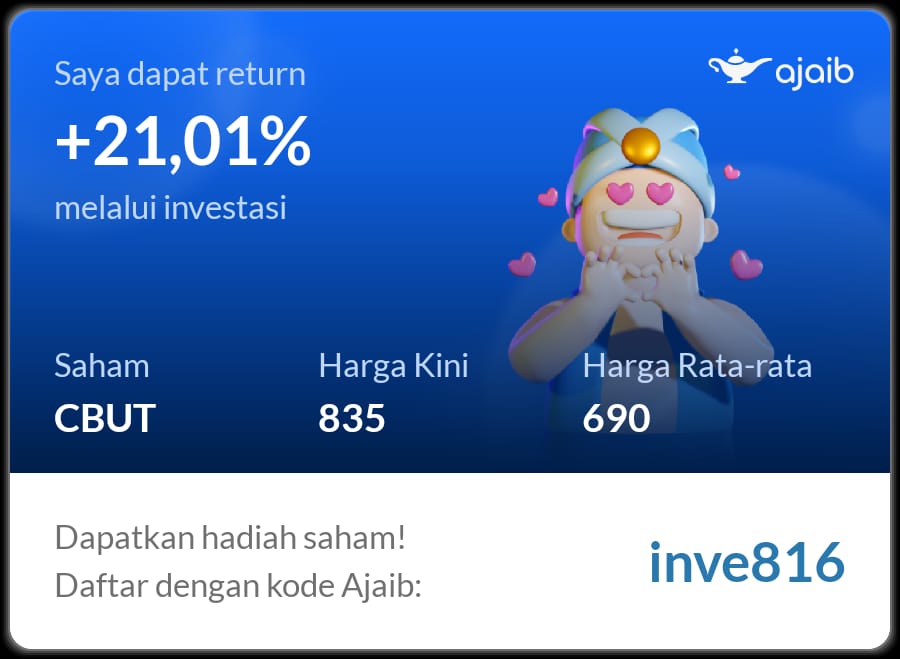 Saya dapat return
ajaib
+21,01%
melalui investasi
Saham
Harga Kini
Harga Rata-rata
CBUT
835
690
Dapatkan hadiah saham!
Daftar dengan kode Ajaib:
inve816